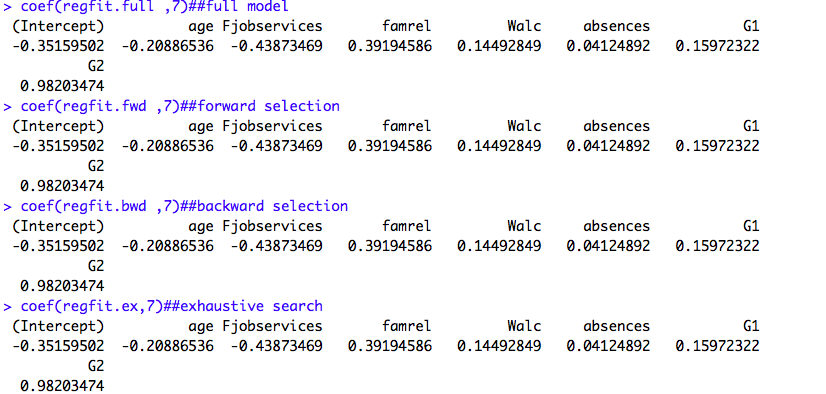 > coef(regfit.full ,7)##full model
(Intercept) age Fjobservices famrel Walc absences G1
-0.35159502 -0.20886536 -0.43873469 0.39194586 0.14492849 0.04124892 0.15972322
G2
0.98203474
> coef(regfit.fwd ,7)##forward selection
(Intercept) age Fjobservices famrel Walc absences G1
-0.35159502 -0.20886536 -0.43873469 0.39194586 0.14492849 0.04124892 0.15972322
G2
0.98203474
> coef(regfit.bwd ,7)##backward selection
(Intercept) age Fjobservices famrel Walc absences G1
-0.35159502 -0.20886536 -0.43873469 0.39194586 0.14492849 0.04124892 0.15972322
G2
0.98203474
> coef(regfit.ex,7)##exhaustive search
(Intercept) age Fjobservices famrel Walc absences G1
-0.35159502 -0.20886536 -0.43873469 0.39194586 0.14492849 0.04124892 0.15972322
G2
0.98203474